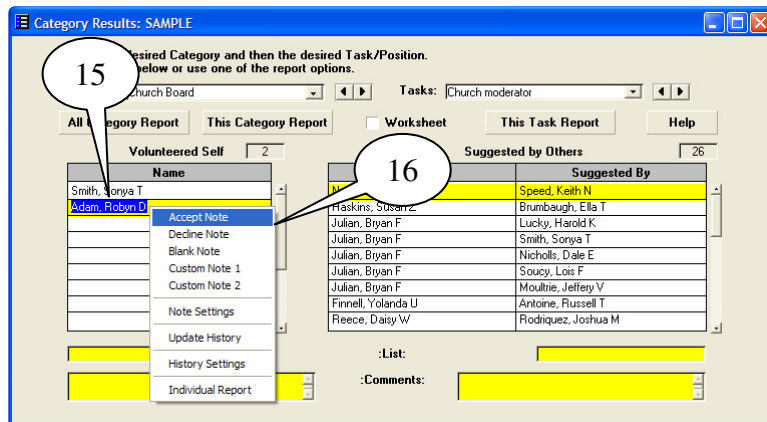 Category Results: SAMPLE
esired Category and then the desired Task/Position.
below or use one of the report options.
15
Church Board
Tasks: Church moderator
All C egory Report
This Category Report
Worksheet
This Task Report
Help
Volunteered Self 2
Suggested by Others 26
16
Name
Suggested By
Smith, Sonya T
Speed, Keith N
Adam, Robyn D
Haskins, Susan Z
Brumbaugh, Ella T
Julian, Bryan F
Lucky, Harold K
Julian, Bryan F
Smith, Sonya T
Julian, Bryan F
Nicholls, Dale E
Julian, Bryan F
Soucy, Lois F
Julian, Bryan F
Moultrie, Jeffery V
Finnell, Yolanda U
Antoine, Russell T
Reece, Daisy W
Rodriquez, Joshua M
Accept Note
Decline Note
Blank Note
Custom Note 1
Custom Note 2
Note Settings
Update History
History Settings
Individual Report
:List:
:Comments: